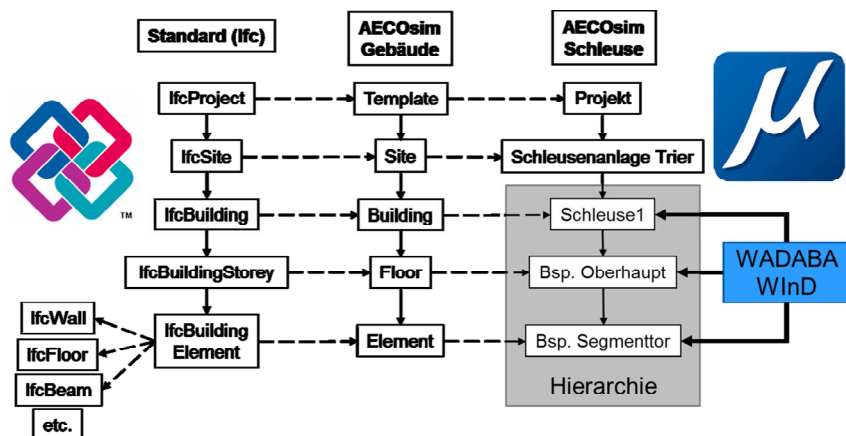 Standard (Ifc)
AECOsim
Gebäude
AECOsim
Schleuse
IfcProject
Template
Projekt
IfcSite
Site
Schleusenanlage Trier
IfcBuilding
Building
Schleuse1
IfcBuildingStorey
Floor
Bsp. Oberhaupt
IfcBuilding
Element
Element
Bsp. Segmenttor
Hierarchie
IfcWall
IfcFloor
IfcBeam
etc.
WADABA
WInD
TM
µ